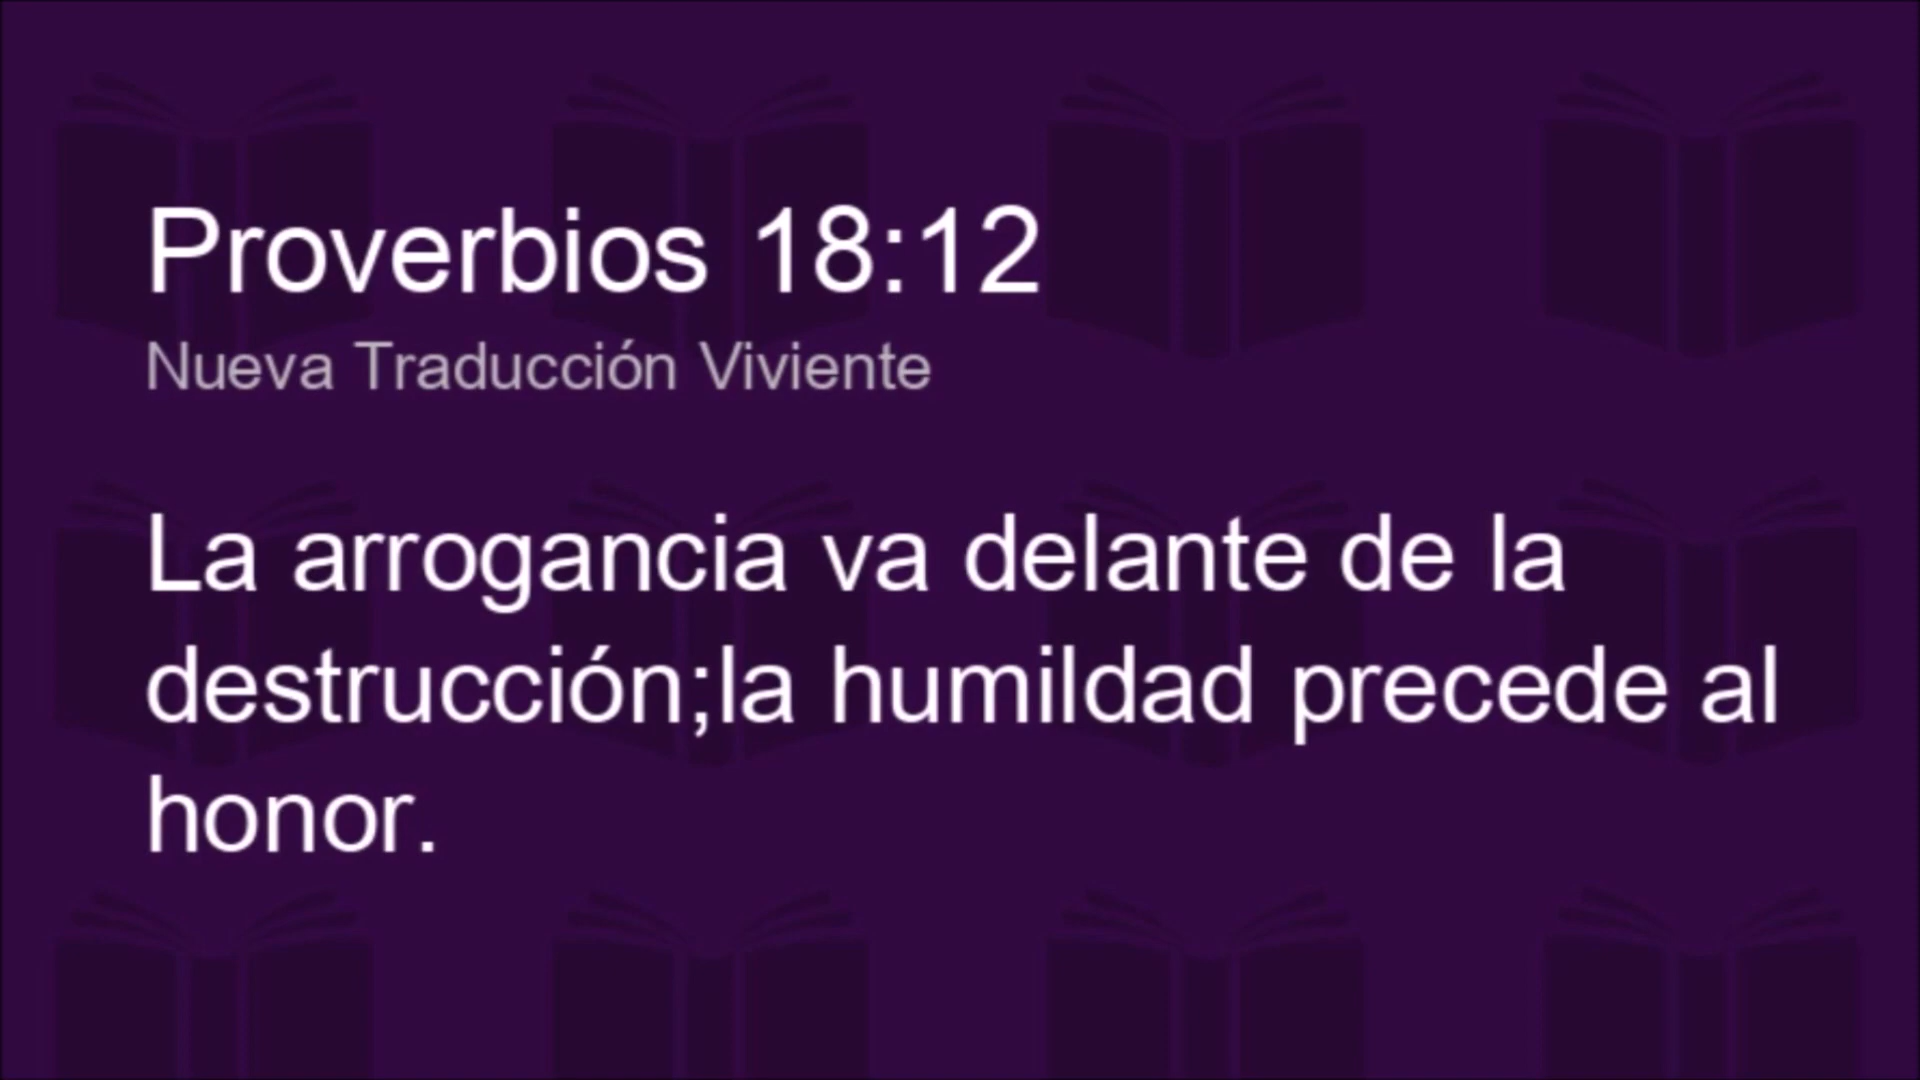 Proverbios 18:12
Nueva Traducción Viviente
La arrogancia va delante de la
destrucción;la humildad precede al
honor.